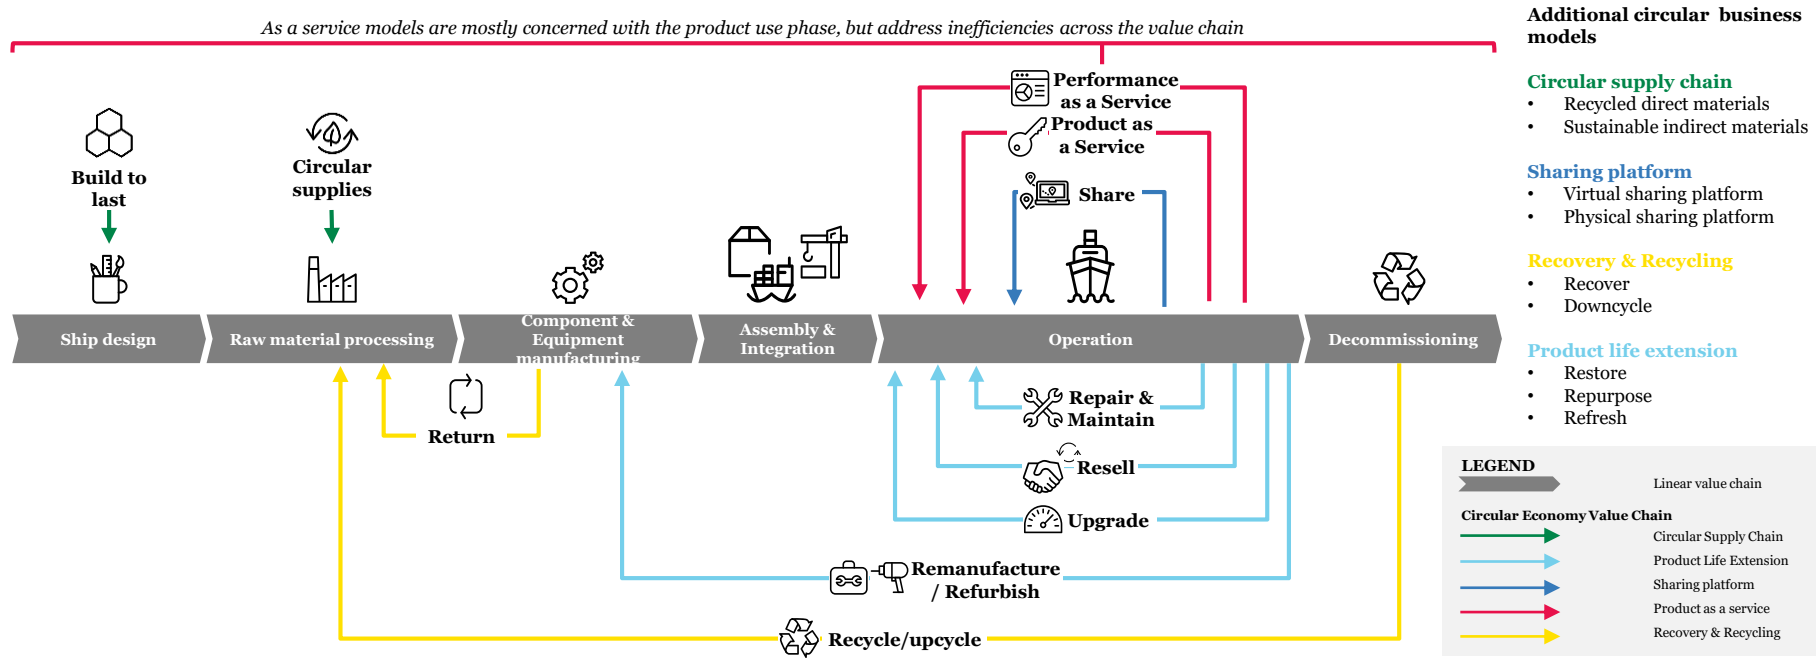 As a service models are mostly concerned with the product use phase, but address inefficiencies across the value chain
Performance
as a Service
Product as
a Service
Build to
last
Circular
supplies
Share
Ship design
Raw material processing
Component &
Equipment
manufacturing
Assembly &
Integration
Operation
Decommissioning
Return
Repair &
Maintain
Resell
Upgrade
Remanufacture
/ Refurbish
Recycle/upcycle
Additional circular business
models
Circular supply chain
• Recycled direct materials
• Sustainable indirect materials
Sharing platform
• Virtual sharing platform
• Physical sharing platform
Recovery & Recycling
• Recover
• Downcycle
Product life extension
• Restore
• Repurpose
• Refresh
LEGEND
Linear value chain
Circular Economy Value Chain
Circular Supply Chain
Product Life Extension
Sharing platform
Product as a service
Recovery & Recycling